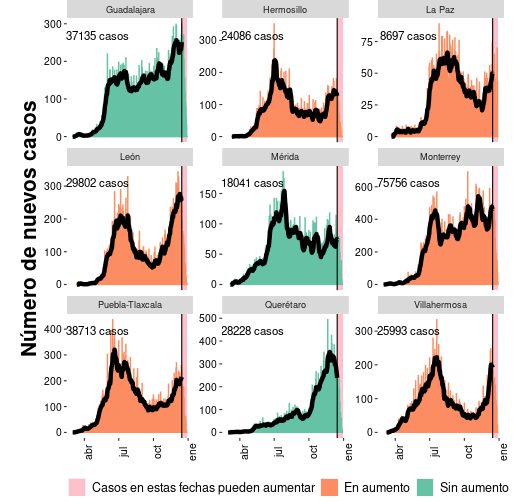 Número de nuevos casos
Guadalajara
Hermosillo
La Paz
300
200
100
0
37135 casos
300
200
100
0
24086 casos
75
50
25
0
8697 casos
León
Mérida
Monterrey
300
200
100
0
29802 casos
150
100
50
0
18041 casos
600
400
200
0
75756 casos
Puebla-Tlaxcala
Querétaro
Villahermosa
400
300
200
100
0
38713 casos
500
400
300
200
100
0
28228 casos
300
200
100
0
25993 casos
abr
jul
oct
ene
abr
jul
oct
ene
abr
jul
oct
ene
Casos en estas fechas pueden aumentar
En aumento
Sin aumento